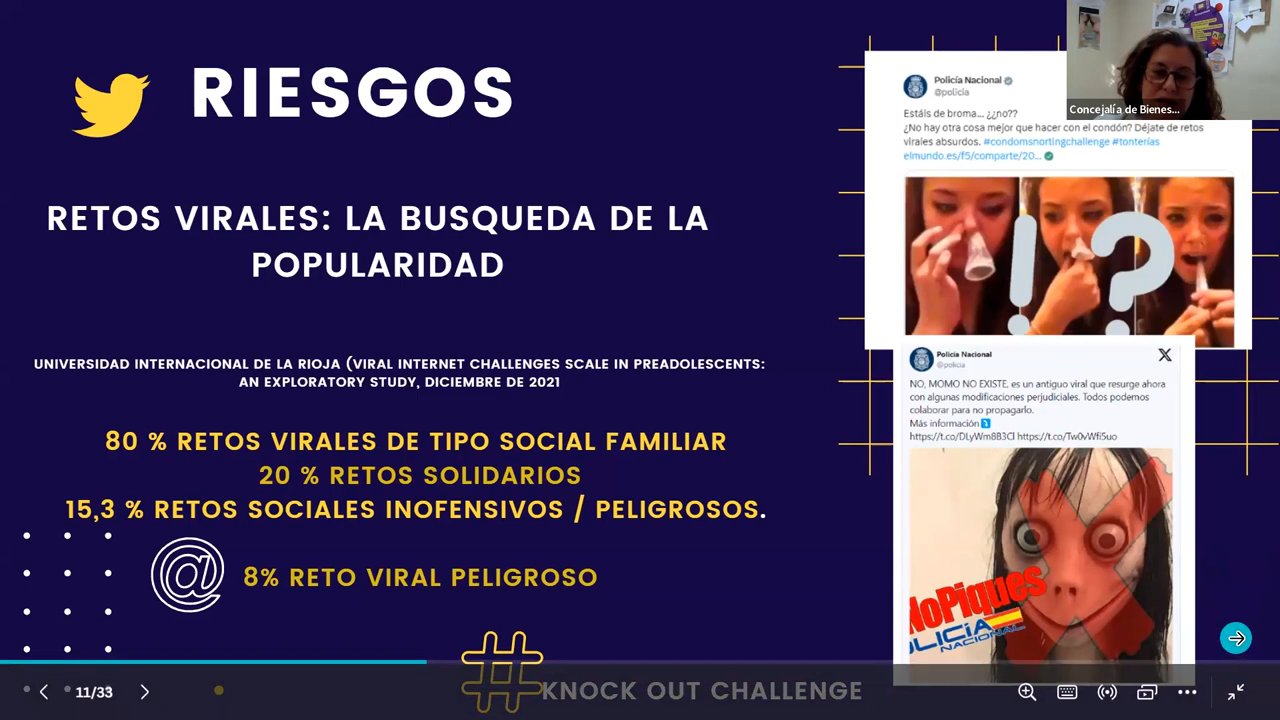 RIESGOS
RETOS VIRALES: LA BUSQUEDA DE LA
POPULARIDAD
UNIVERSIDAD INTERNACIONAL DE LA RIOJA (VIRAL INTERNET CHALLENGES SCALE IN PREADOLESCENTS:
AN EXPLORATORY STUDY, DICIEMBRE DE 2021
80 % RETOS VIRALES DE TIPO SOCIAL FAMILIAR
20 % RETOS SOLIDARIOS
15,3 % RETOS SOCIALES INOFENSIVOS / PELIGROSOS.
@ 8% RETO VIRAL PELIGROSO
# KNOCK OUT CHALLENGE
11/33
Concejalía de Bienes...
Policía Nacional
@policia
Estáis de broma... ¿¿no??
¿No hay otra cosa mejor que hacer con el condón? Déjate de retos
virales absurdos. #condomsnortingchallenge #tonterías
elmundo.es/f5/comparte/20...
!?
Policía Nacional
@policia
X
NO, MOMO NO EXISTE, es un antiguo viral que resurge ahora
con algunas modificaciones perjudiciales. Todos podemos
colaborar para no propagarlo.
Más información
https://t.co/DLyWm8B3Cl https://t.co/Tw0vWfi5uo
NoPiques
POLICÍA
NACIONAL